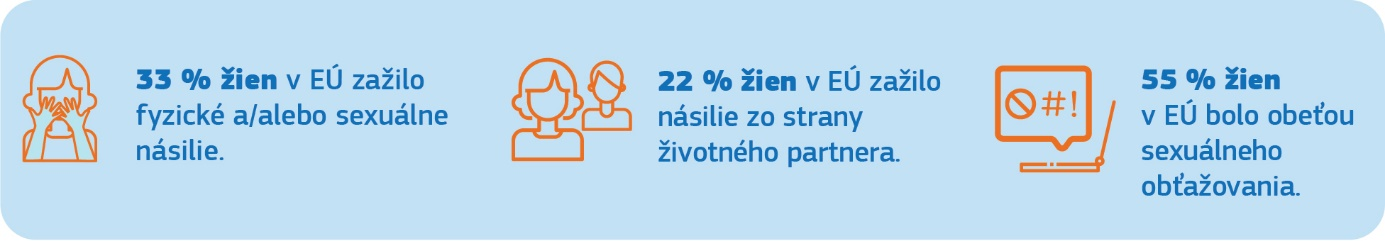 33 % žien v EÚ zažilo
fyzické a/alebo sexuálne
násilie.
22 % žien v EÚ zažilo
násilie zo strany
životného partnera.
#!
55 % žien
v EÚ bolo obeťou
sexuálneho
obťažovania.